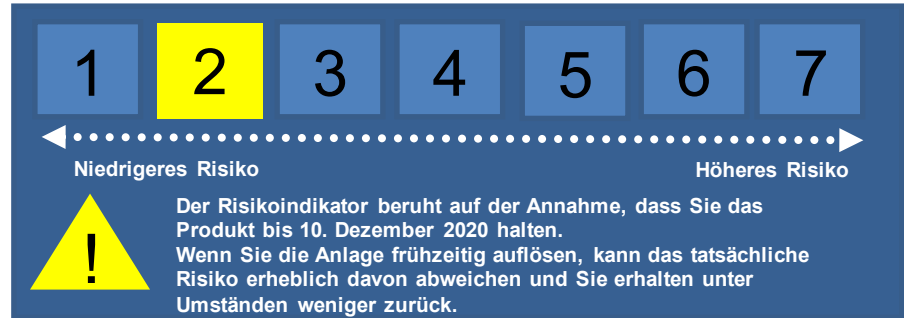 1 2 3 4 5 6 7
Niedrigeres Risiko Höheres Risiko
!
Der Risikoindikator beruht auf der Annahme, dass Sie das
Produkt bis 10. Dezember 2020 halten.
Wenn Sie die Anlage frühzeitig auflösen, kann das tatsächliche
Risiko erheblich davon abweichen und Sie erhalten unter
Umständen weniger zurück.